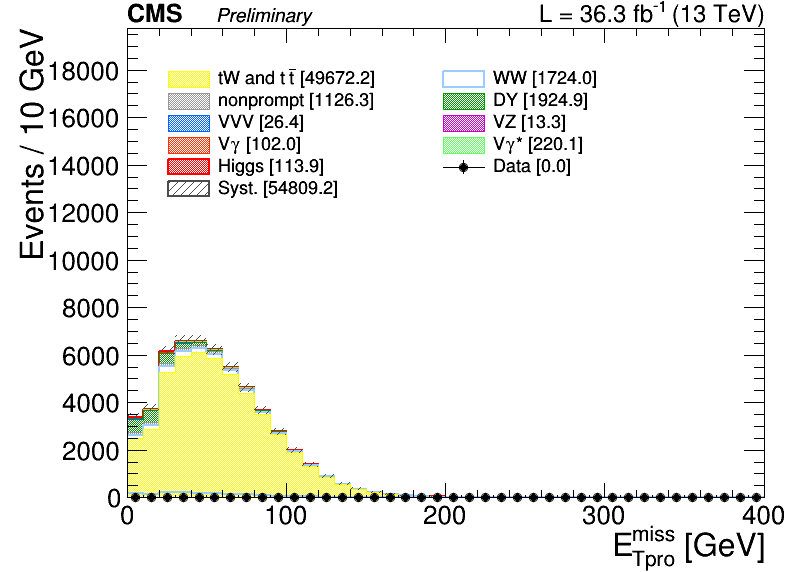 CMS Preliminary L = 36.3 fb⁻¹ (13 TeV)
Events / 10 GeV
18000
16000
14000
12000
10000
8000
6000
4000
2000
0
tW and tt̄ [49672.2]
nonprompt [1126.3]
VVV [26.4]
Vγ [102.0]
Higgs [113.9]
Syst. [54809.2]
WW [1724.0]
DY [1924.9]
VZ [13.3]
Vγ* [220.1]
Data [0.0]
0 100 200 300 400
E_Tpro^miss [GeV]